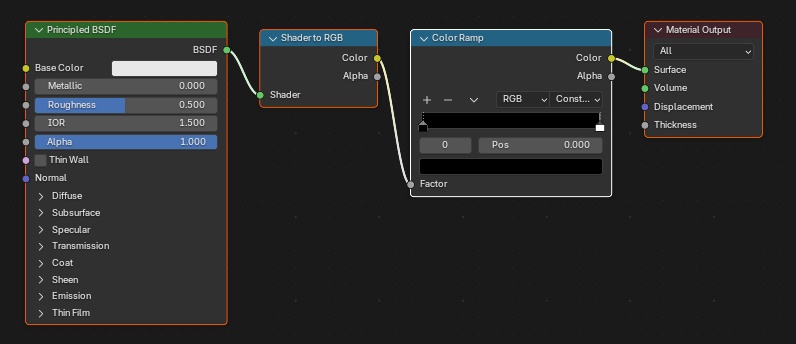 Principled BSDF
BSDF
Base Color
Metallic 0.000
Roughness 0.500
IOR 1.500
Alpha 1.000
Thin Wall
Normal
Diffuse
Subsurface
Specular
Transmission
Coat
Sheen
Emission
Thin Film
Shader to RGB
Color
Alpha
Shader
Color Ramp
Color
Alpha
RGB Const...
0 Pos 0.000
Factor
Material Output
All
Surface
Volume
Displacement
Thickness